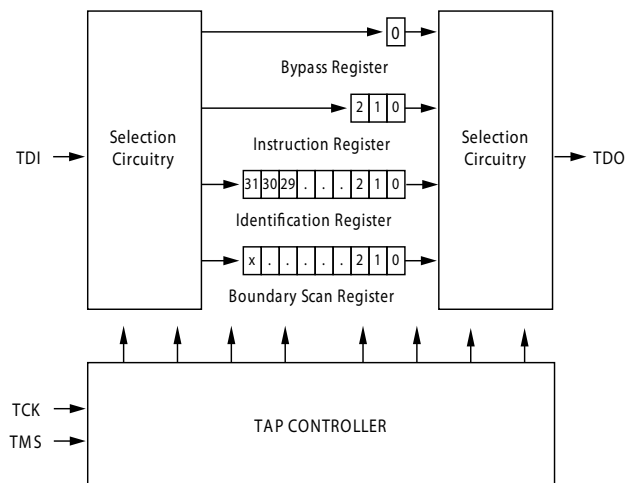 0
Bypass Register
2 1 0
Selection
Circuitry
Selection
Circuitry
TDI
TDO
Instruction Register
31 30 29 . . . 2 1 0
Identification Register
x . . . . . 2 1 0
Boundary Scan Register
TCK
TMS
TAP CONTROLLER